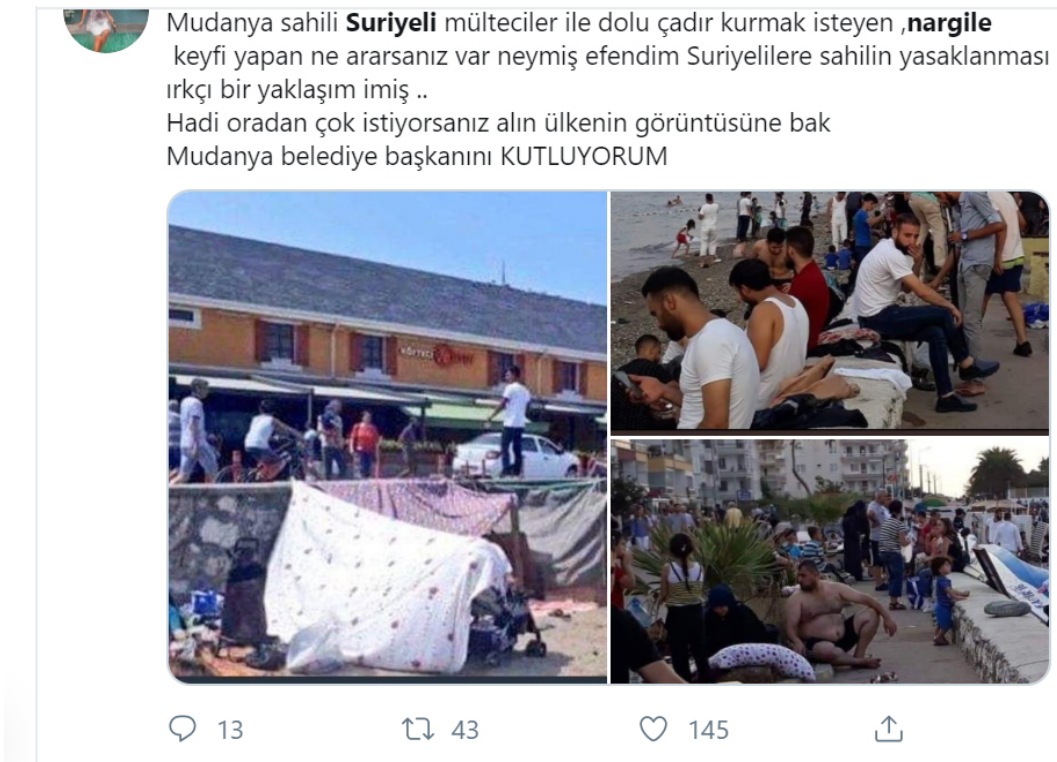 Mudanya sahili Suriyeli mülteciler ile dolu çadır kurmak isteyen ,nargile
keyfi yapan ne ararsanız var neymiş efendim Suriyelilere sahilin yasaklanması
ırkçı bir yaklaşım imiş ..
Hadi oradan çok istiyorsanız alın ülkenin görüntüsüne bak
Mudanya belediye başkanını KUTLUYORUM
KÖFTECİ
13
43
145